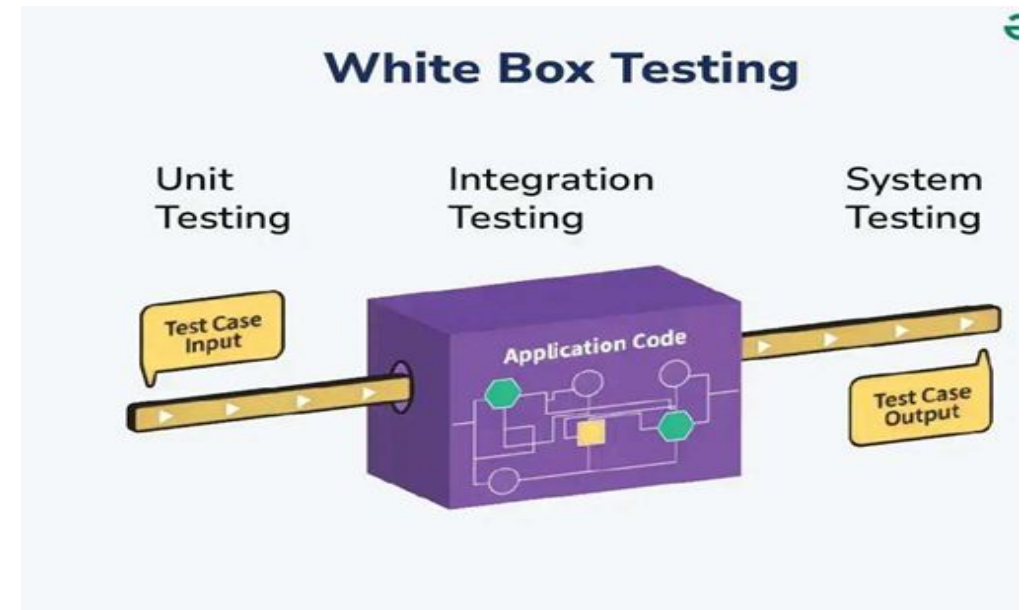 White Box Testing
Unit
Testing
Integration
Testing
System
Testing
Test Case
Input
Application Code
Test Case
Output